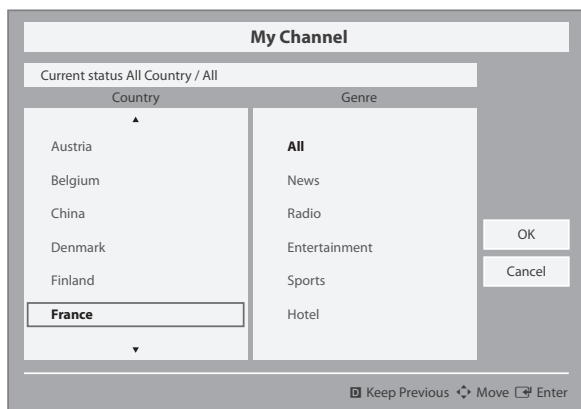 My Channel
Current status All Country / All
Country
Genre
Austria
All
Belgium
News
China
Radio
Denmark
Entertainment
Finland
Sports
France
Hotel
OK
Cancel
D Keep Previous Move Enter